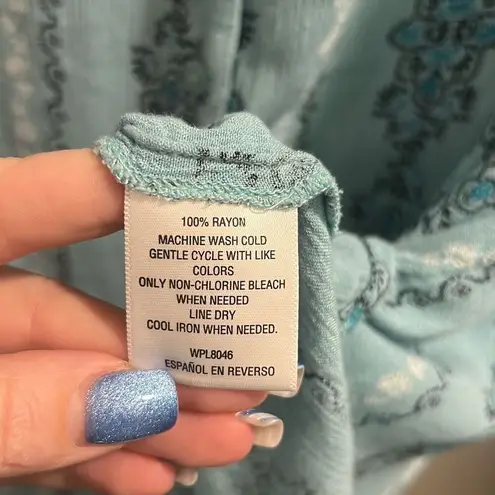 100% RAYON
MACHINE WASH COLD
GENTLE CYCLE WITH LIKE
COLORS
ONLY NON-CHLORINE BLEACH
WHEN NEEDED
LINE DRY
COOL IRON WHEN NEEDED.
WPL8046
ESPAÑOL EN REVERSO